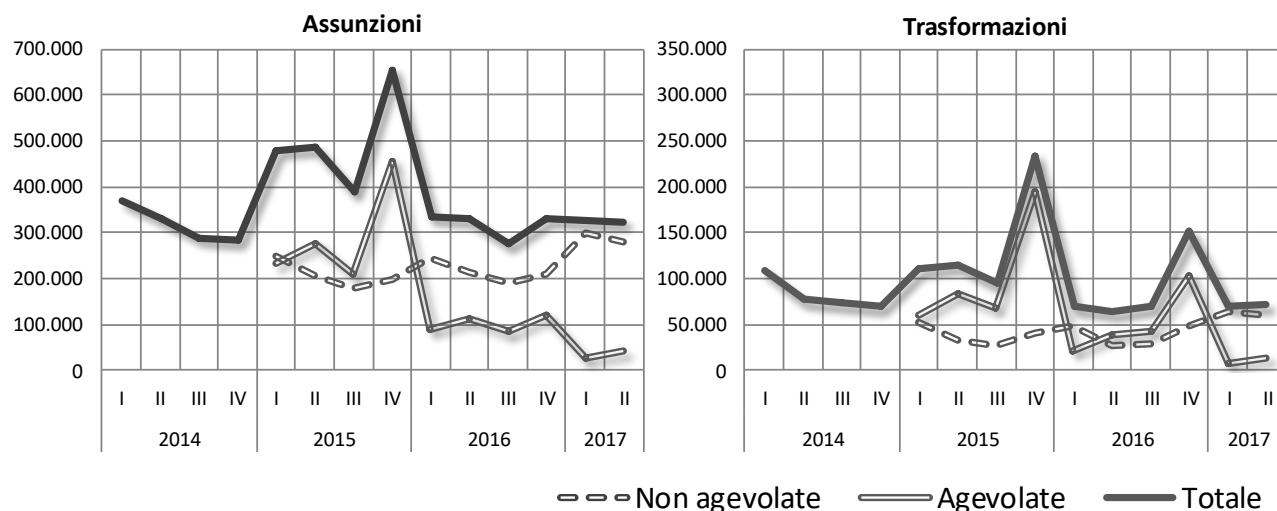 Assunzioni
700.000
600.000
500.000
400.000
300.000
200.000
100.000
0
I II III IV I II III IV I II III IV I II
2014 2015 2016 2017
Trasformazioni
350.000
300.000
250.000
200.000
150.000
100.000
50.000
0
I II III IV I II III IV I II III IV I II
2014 2015 2016 2017
Non agevolate Agevolate Totale